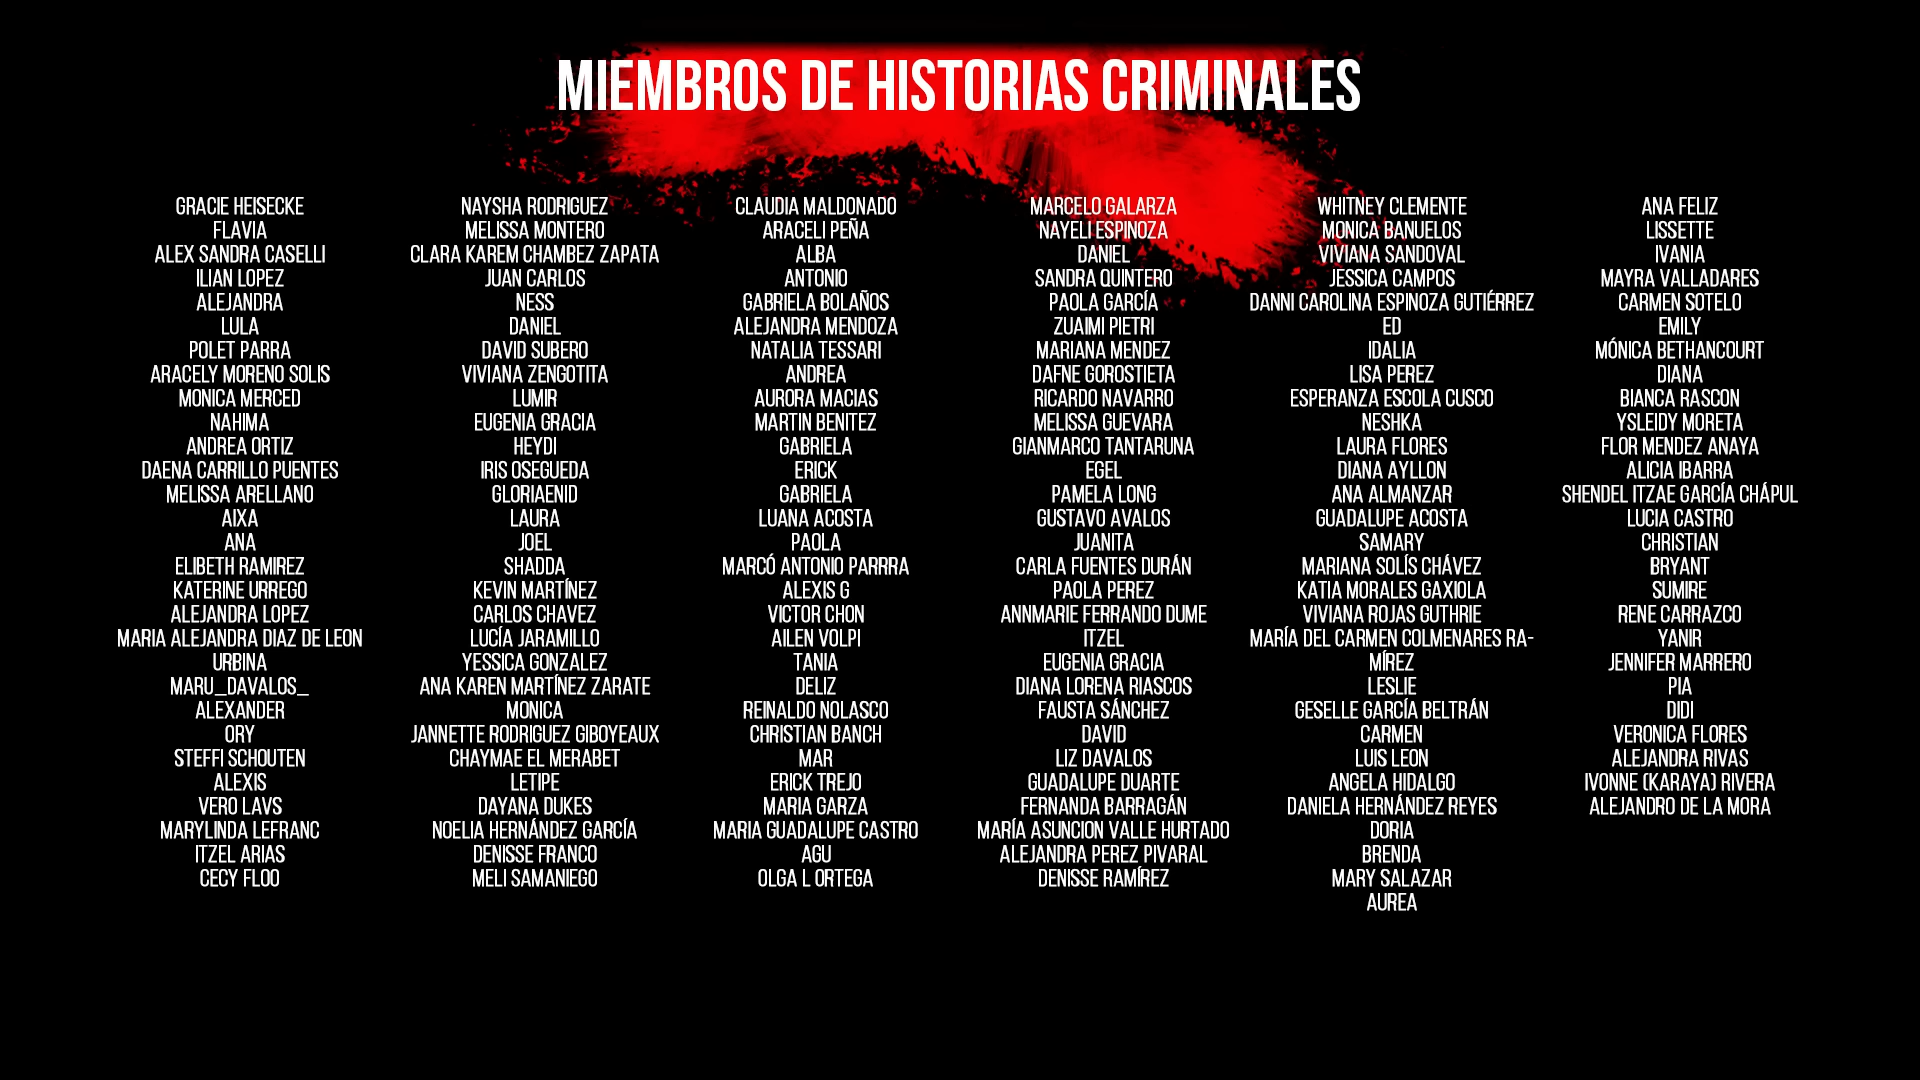 MIEMBROS DE HISTORIAS CRIMINALES
GRACIE HEISECKE
FLAVIA
ALEX SANDRA CASELLI
ILIAN LOPEZ
ALEJANDRA
LULA
POLET PARRA
ARACELY MORENO SOLIS
MONICA MERCED
NAHIMA
ANDREA ORTIZ
DAENA CARRILLO PUENTES
MELISSA ARELLANO
AIXA
ANA
ELIBETH RAMIREZ
KATERINE URREGO
ALEJANDRA LOPEZ
MARIA ALEJANDRA DIAZ DE LEON
URBINA
MARU_DAVALOS_
ALEXANDER
ORY
STEFFI SCHOUTEN
ALEXIS
VERO LAVS
MARYLINDA LEFRANC
ITZEL ARIAS
CECY FLOO
NAYSHA RODRIGUEZ
MELISSA MONTERO
CLARA KAREM CHAMBEZ ZAPATA
JUAN CARLOS
NESS
DANIEL
DAVID SUBERO
VIVIANA ZENGOTITA
LUMIR
EUGENIA GRACIA
HEYDI
IRIS OSEGUEDA
GLORIAENID
LAURA
JOEL
SHADDA
KEVIN MARTÍNEZ
CARLOS CHAVEZ
LUCÍA JARAMILLO
YESSICA GONZALEZ
ANA KAREN MARTÍNEZ ZARATE
MONICA
JANNETTE RODRIGUEZ GIBOYEAUX
CHAYMAE EL MERABET
LETIPE
DAYANA DUKES
NOELIA HERNÁNDEZ GARCÍA
DENISSE FRANCO
MELI SAMANIEGO
CLAUDIA MALDONADO
ARACELI PEÑA
ALBA
ANTONIO
GABRIELA BOLAÑOS
ALEJANDRA MENDOZA
NATALIA TESSARI
ANDREA
AURORA MACIAS
MARTIN BENITEZ
GABRIELA
ERICK
GABRIELA
LUANA ACOSTA
PAOLA
MARCÓ ANTONIO PARRRA
ALEXIS G
VICTOR CHON
AILEN VOLPI
TANIA
DELIZ
REINALDO NOLASCO
CHRISTIAN BANCH
MAR
ERICK TREJO
MARIA GARZA
MARIA GUADALUPE CASTRO
AGU
OLGA L ORTEGA
MARCELO GALARZA
NAYELI ESPINOZA
DANIEL
SANDRA QUINTERO
PAOLA GARCÍA
ZUAIMI PIETRI
MARIANA MENDEZ
DAFNE GOROSTIETA
RICARDO NAVARRO
MELISSA GUEVARA
GIANMARCO TANTARUNA
EGEL
PAMELA LONG
GUSTAVO AVALOS
JUANITA
CARLA FUENTES DURÁN
PAOLA PEREZ
ANNMARIE FERRANDO DUME
ITZEL
EUGENIA GRACIA
DIANA LORENA RIASCOS
FAUSTA SÁNCHEZ
DAVID
LIZ DAVALOS
GUADALUPE DUARTE
FERNANDA BARRAGÁN
MARÍA ASUNCION VALLE HURTADO
ALEJANDRA PEREZ PIVARAL
DENISSE RAMÍREZ
WHITNEY CLEMENTE
MONICA BANUELOS
VIVIANA SANDOVAL
JESSICA CAMPOS
DANNI CAROLINA ESPINOZA GUTIÉRREZ
ED
IDALIA
LISA PEREZ
ESPERANZA ESCOLA CUSCO
NESHKA
LAURA FLORES
DIANA AYLLON
ANA ALMANZAR
GUADALUPE ACOSTA
SAMARY
MARIANA SOLÍS CHÁVEZ
KATIA MORALES GAXIOLA
VIVIANA ROJAS GUTHRIE
MARÍA DEL CARMEN COLMENARES RA-
MÍREZ
LESLIE
GESELLE GARCÍA BELTRÁN
CARMEN
LUIS LEON
ANGELA HIDALGO
DANIELA HERNÁNDEZ REYES
DORIA
BRENDA
MARY SALAZAR
AUREA
ANA FELIZ
LISSETTE
IVANIA
MAYRA VALLADARES
CARMEN SOTELO
EMILY
MÓNICA BETHANCOURT
DIANA
BIANCA RASCON
YSLEIDY MORETA
FLOR MENDEZ ANAYA
ALICIA IBARRA
SHENDEL ITZAE GARCÍA CHÁPUL
LUCIA CASTRO
CHRISTIAN
BRYANT
SUMIRE
RENE CARRAZCO
YANIR
JENNIFER MARRERO
PIA
DIDI
VERONICA FLORES
ALEJANDRA RIVAS
IVONNE (KARAYA) RIVERA
ALEJANDRO DE LA MORA